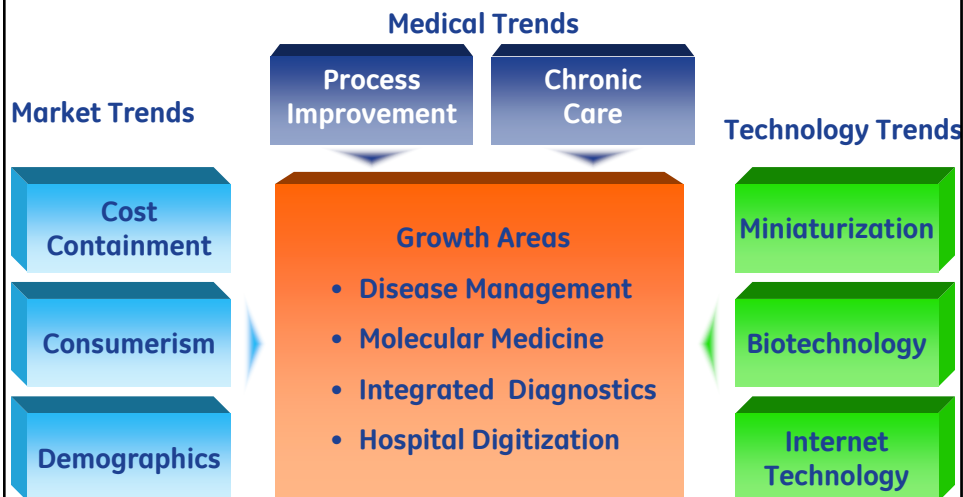 Medical Trends
Process
Improvement
Chronic
Care
Market Trends
Technology Trends
Cost
Containment
Consumerism
Demographics
Growth Areas
• Disease Management
• Molecular Medicine
• Integrated  Diagnostics
• Hospital Digitization
Miniaturization
Biotechnology
Internet
Technology